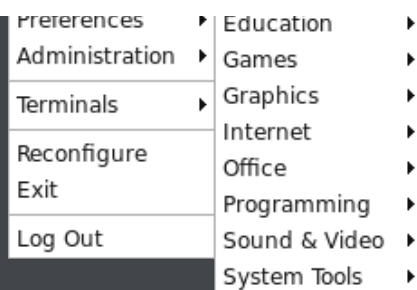 Preferences
Administration
Terminals
Reconfigure
Exit
Log Out
Education
Games
Graphics
Internet
Office
Programming
Sound & Video
System Tools